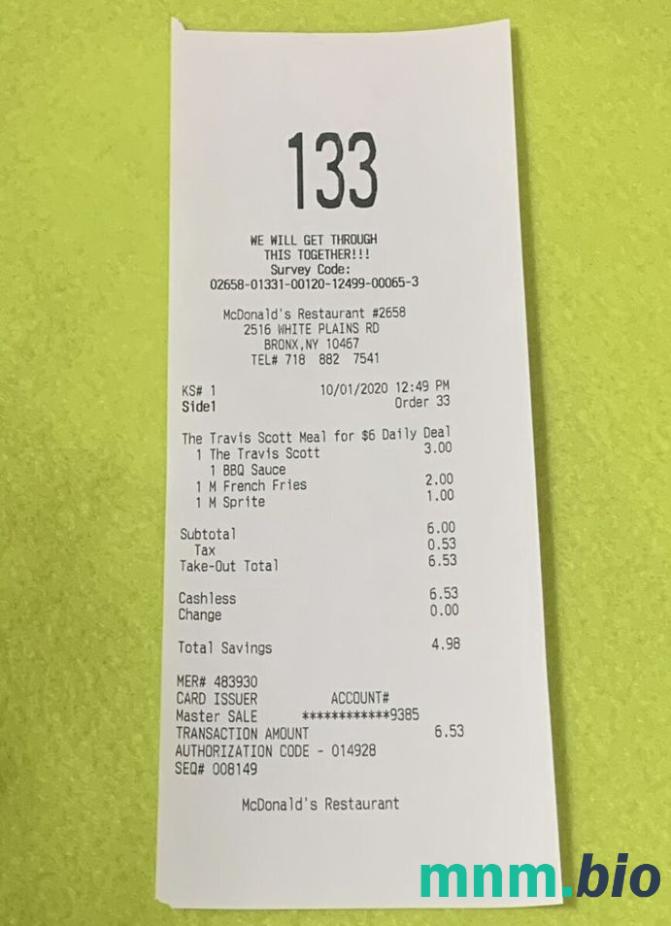 133
WE WILL GET THROUGH
THIS TOGETHER!!!
Survey Code:
02658-01331-00120-12499-00065-3
McDonald's Restaurant #2658
2516 WHITE PLAINS RD
BRONX,NY 10467
TEL# 718 882 7541
KS# 1 10/01/2020 12:49 PM
Side1 Order 33
The Travis Scott Meal for $6 Daily Deal
1 The Travis Scott 3.00
1 BBQ Sauce
1 M French Fries 2.00
1 M Sprite 1.00
Subtotal 6.00
Tax 0.53
Take-Out Total 6.53
Cashless 6.53
Change 0.00
Total Savings 4.98
MER# 483930
CARD ISSUER ACCOUNT#
Master SALE ************9385
TRANSACTION AMOUNT 6.53
AUTHORIZATION CODE - 014928
SEQ# 008149
McDonald's Restaurant
mnm.bio